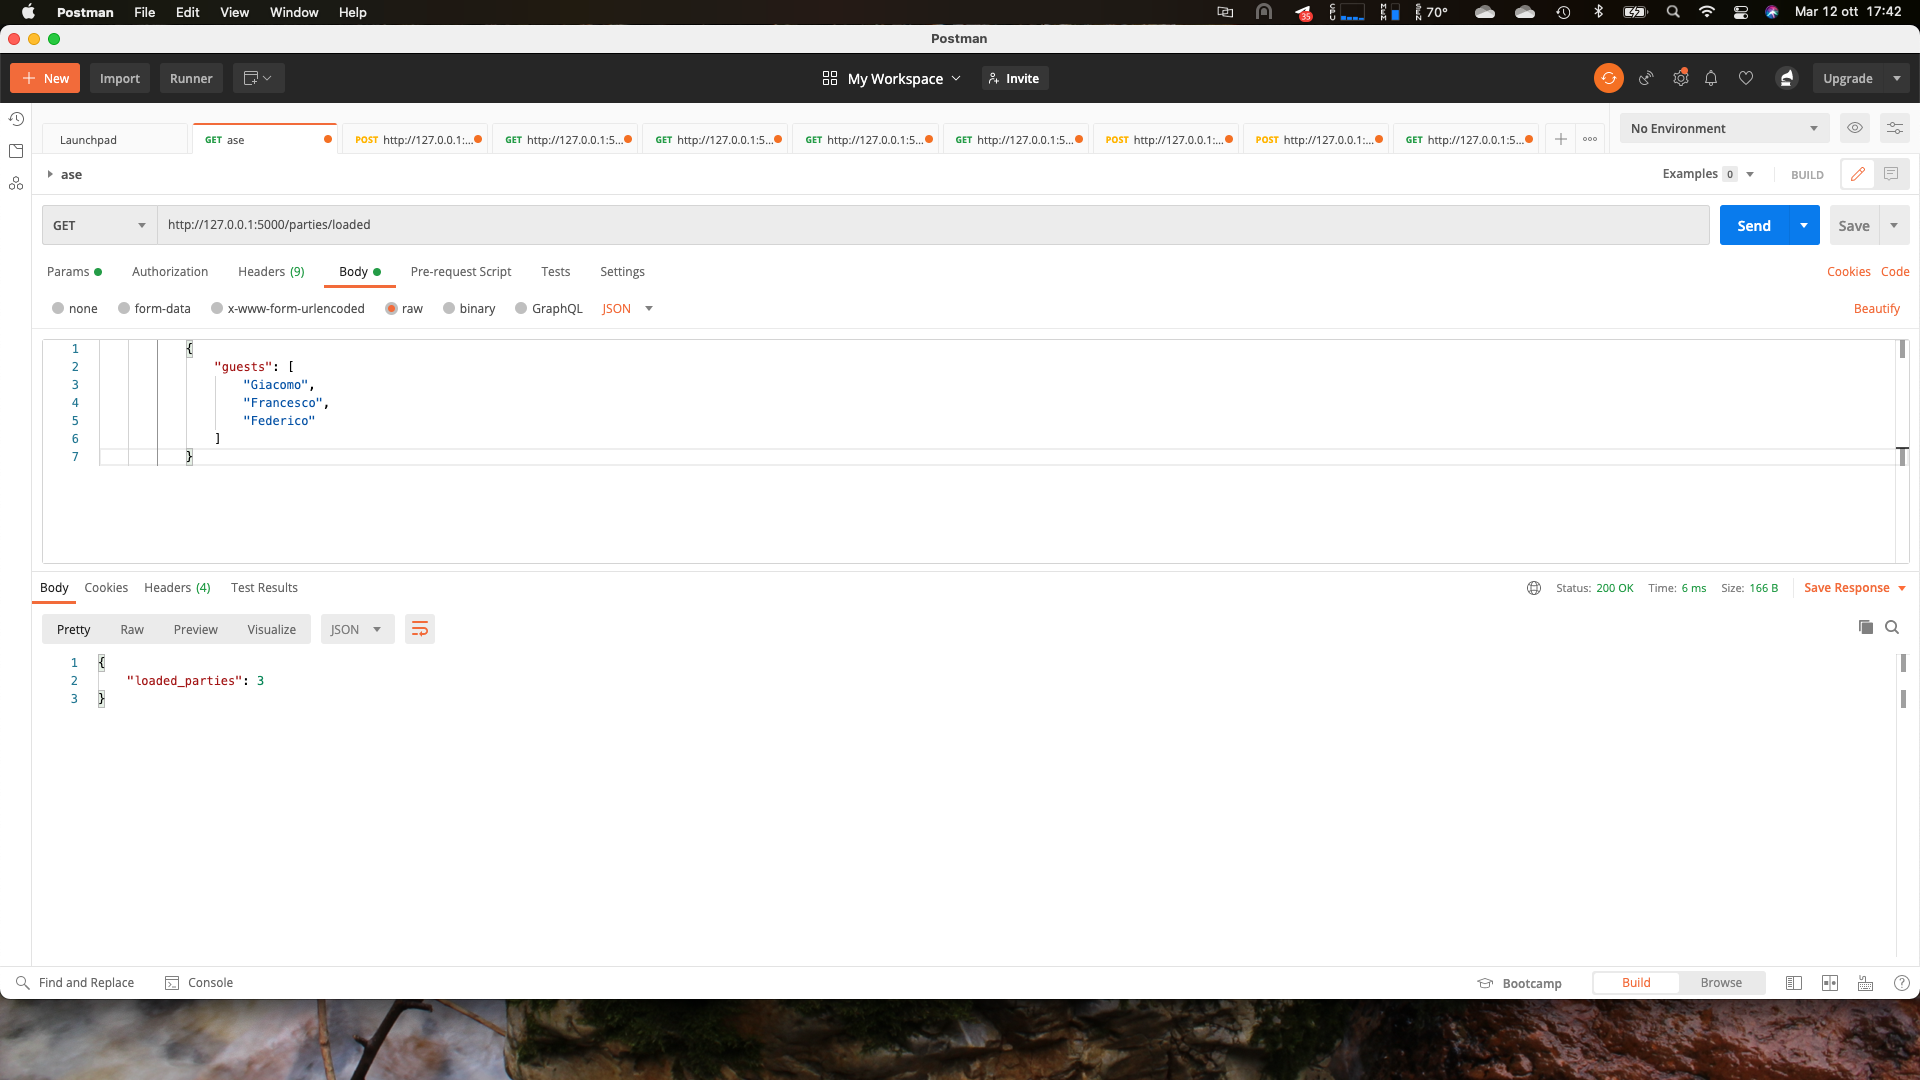 Postman File Edit View Window Help 35 CPU MEM SEN 70° Mar 12 ott 17:42
Postman
New Import Runner My Workspace Invite Upgrade
Launchpad GET ase POST http://127.0.0.1:... GET http://127.0.0.1:5... GET http://127.0.0.1:5... GET http://127.0.0.1:5... GET http://127.0.0.1:5... POST http://127.0.0.1:... POST http://127.0.0.1:... GET http://127.0.0.1:5... No Environment
ase Examples 0 BUILD
GET http://127.0.0.1:5000/parties/loaded Send Save
Params Authorization Headers (9) Body Pre-request Script Tests Settings Cookies Code
none form-data x-www-form-urlencoded raw binary GraphQL JSON Beautify
1 {
2 "guests": [
3 "Giacomo",
4 "Francesco",
5 "Federico"
6 ]
7 }
Body Cookies Headers (4) Test Results Status: 200 OK Time: 6 ms Size: 166 B Save Response
Pretty Raw Preview Visualize JSON
1 {
2 "loaded_parties": 3
3 }
Find and Replace Console Bootcamp Build Browse